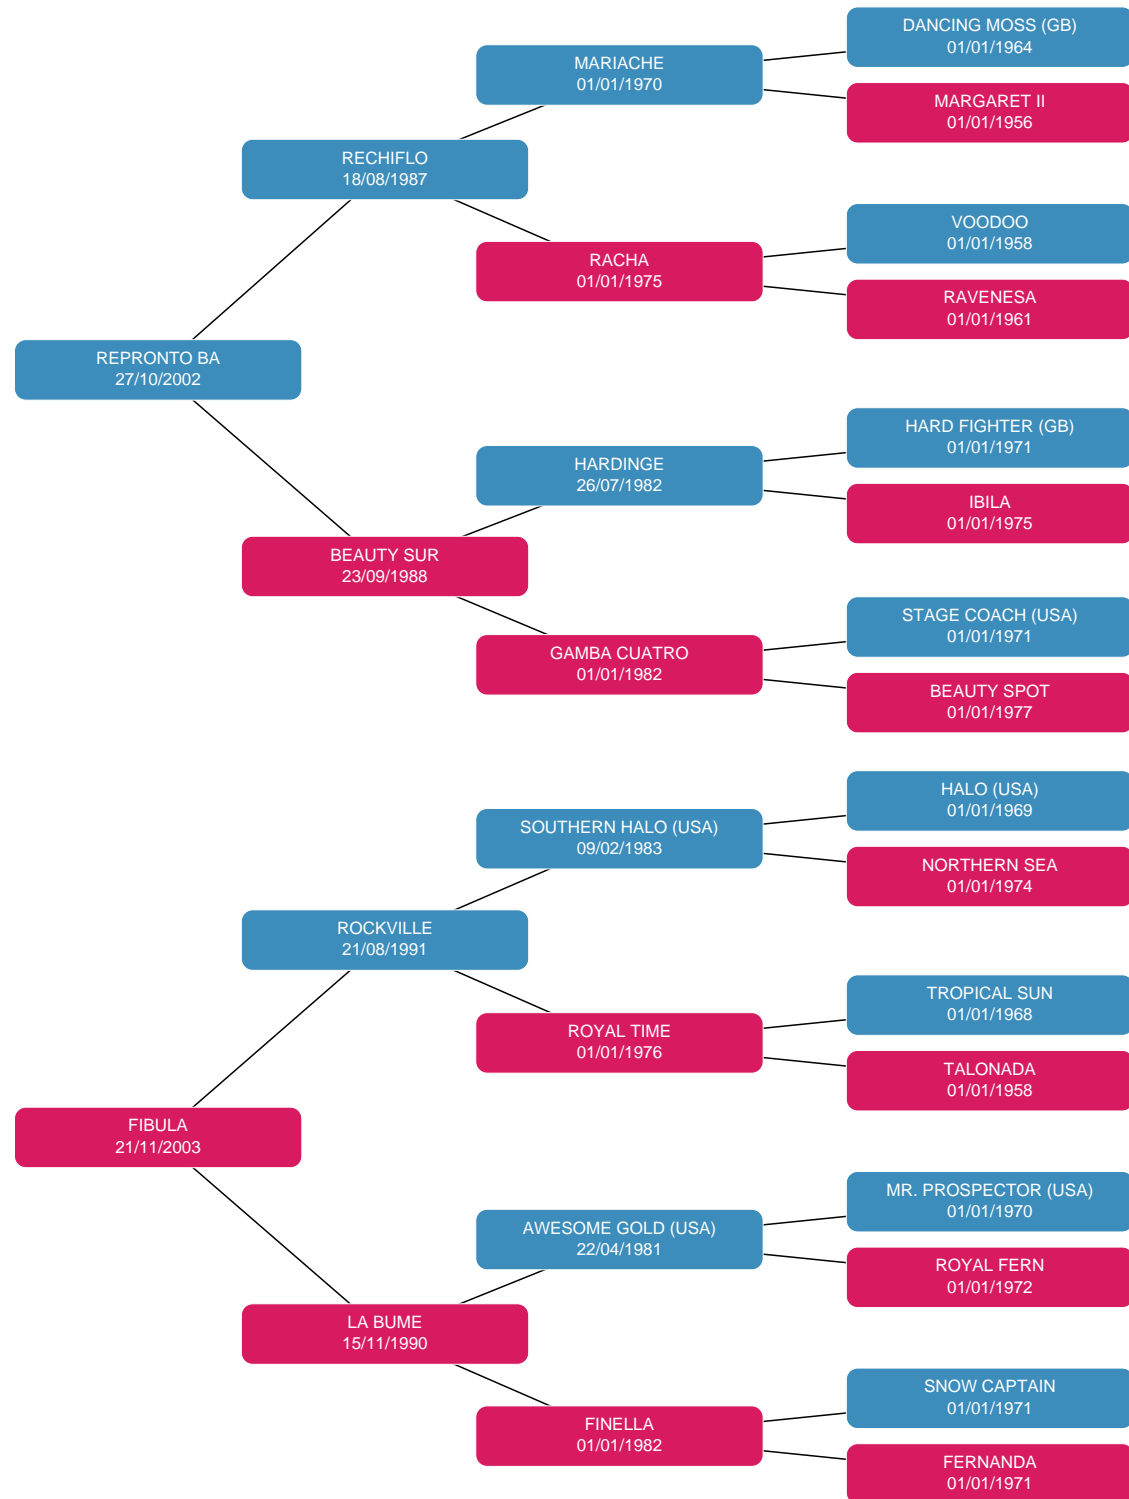 DANCING MOSS (GB)
01/01/1964
MARIACHE
01/01/1970
MARGARET II
01/01/1956
RECHIFLO
18/08/1987
VOODOO
01/01/1958
RACHA
01/01/1975
RAVENESA
01/01/1961
REPRONTO BA
27/10/2002
HARD FIGHTER (GB)
01/01/1971
HARDINGE
26/07/1982
IBILA
01/01/1975
BEAUTY SUR
23/09/1988
STAGE COACH (USA)
01/01/1971
GAMBA CUATRO
01/01/1982
BEAUTY SPOT
01/01/1977
HALO (USA)
01/01/1969
SOUTHERN HALO (USA)
09/02/1983
NORTHERN SEA
01/01/1974
ROCKVILLE
21/08/1991
TROPICAL SUN
01/01/1968
ROYAL TIME
01/01/1976
TALONADA
01/01/1958
FIBULA
21/11/2003
MR. PROSPECTOR (USA)
01/01/1970
AWESOME GOLD (USA)
22/04/1981
ROYAL FERN
01/01/1972
LA BUME
15/11/1990
SNOW CAPTAIN
01/01/1971
FINELLA
01/01/1982
FERNANDA
01/01/1971